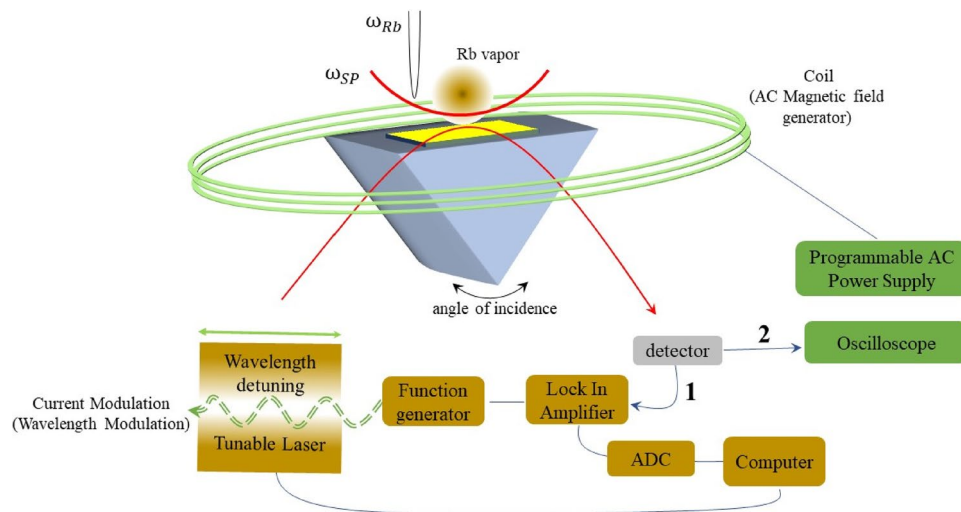 ω_Rb
ω_SP
Rb vapor
Coil
(AC Magnetic field
generator)
Programmable AC
Power Supply
angle of incidence
detector
2
Oscilloscope
1
Wavelength
detuning
Tunable Laser
Current Modulation
(Wavelength Modulation)
Function
generator
Lock In
Amplifier
ADC
Computer